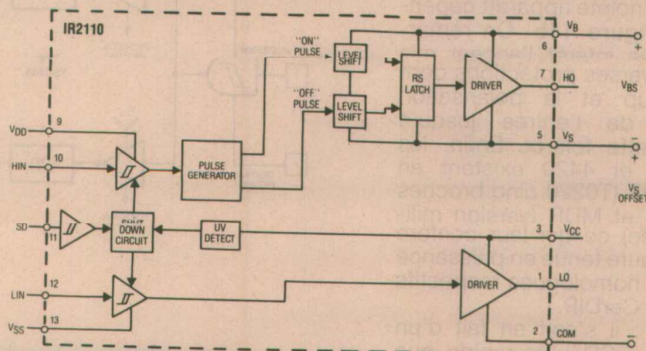 IR2110
"ON"
PULSE
"OFF"
PULSE
LEVEL
SHIFT
LEVEL
SHIFT
RS
LATCH
DRIVER
VB
6
+
7
HO
VBS
5
VS
−
+
VS
OFFSET
VDD
9
HIN
10
PULSE
GENERATOR
SD
11
DOWN
CIRCUIT
UV
DETECT
3
VCC
LIN
12
DRIVER
1
LO
VSS
13
2
COM
−